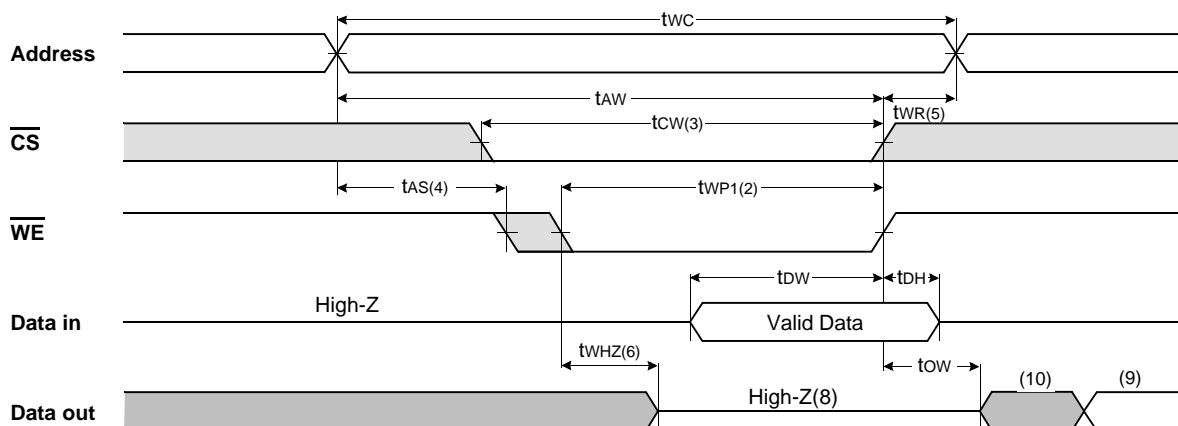 tWC
Address
tAW
tWR(5)
tCW(3)
CS
tAS(4)
tWP1(2)
WE
tDW
tDH
High-Z
Data in
Valid Data
tWHZ(6)
tOW
(10)
(9)
High-Z(8)
Data out